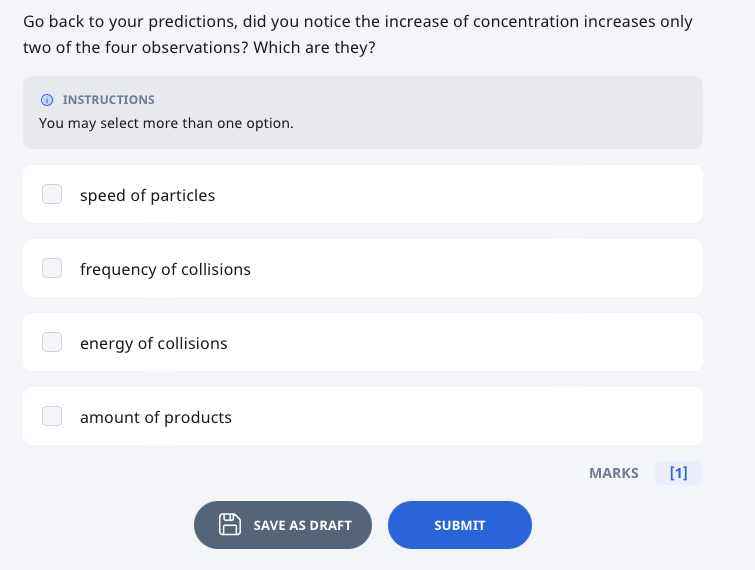 Go back to your predictions, did you notice the increase of concentration increases only
two of the four observations? Which are they?
INSTRUCTIONS
You may select more than one option.
speed of particles
frequency of collisions
energy of collisions
amount of products
MARKS [1]
SAVE AS DRAFT SUBMIT